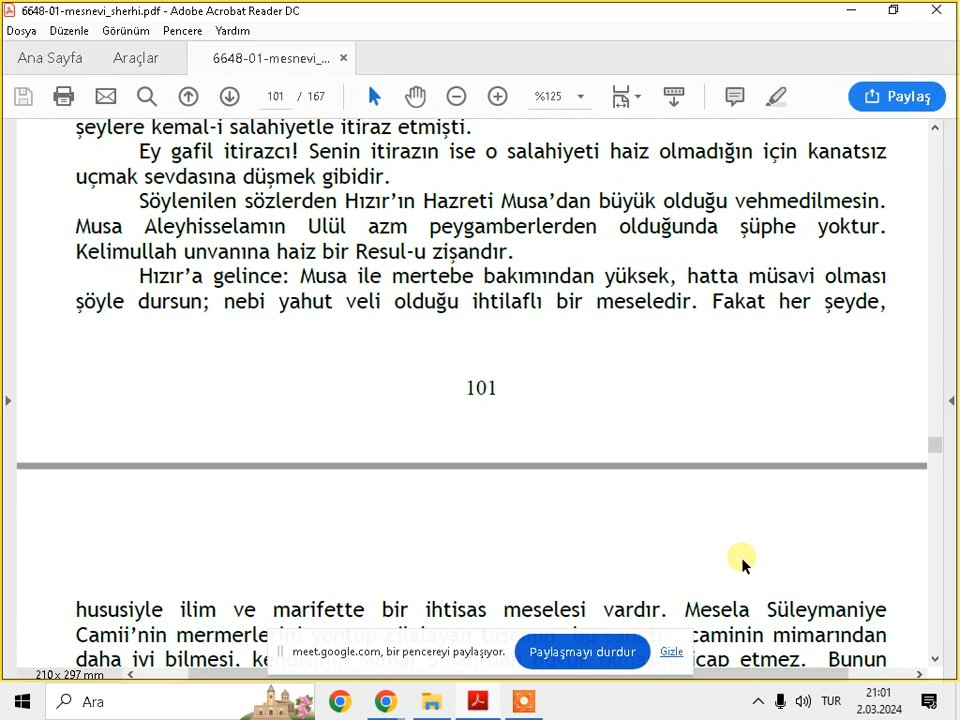 6648-01-mesnevi_sherhi.pdf - Adobe Acrobat Reader DC
Dosya Düzenle Görünüm Pencere Yardım
Ana Sayfa Araçlar 6648-01-mesnevi_...
101 / 167 %125 Paylaş
şeylere kemal-i salahiyetle itiraz etmişti.
Ey gafil itirazcı! Senin itirazın ise o salahiyeti haiz olmadığın için kanatsız
uçmak sevdasına düşmek gibidir.
Söylenilen sözlerden Hızır’ın Hazreti Musa’dan büyük olduğu vehmedilmesin.
Musa Aleyhisselamın Ulül azm peygamberlerden olduğunda şüphe yoktur.
Kelimullah unvanına haiz bir Resul-u zişandır.
Hızır’a gelince: Musa ile mertebe bakımından yüksek, hatta müsavi olması
şöyle dursun; nebi yahut veli olduğu ihtilaflı bir meseledir. Fakat her şeyde,
101
hususiyle ilim ve marifette bir ihtisas meselesi vardır. Mesela Süleymaniye
Camii’nin mermerlerini yontup cilalayan caminin mimarından
daha iyi bilmesi, icap etmez. Bunun
meet.google.com, bir pencereyi paylaşıyor. Paylaşmayı durdur Gizle
210 x 297 mm
Ara TUR 21:01
2.03.2024